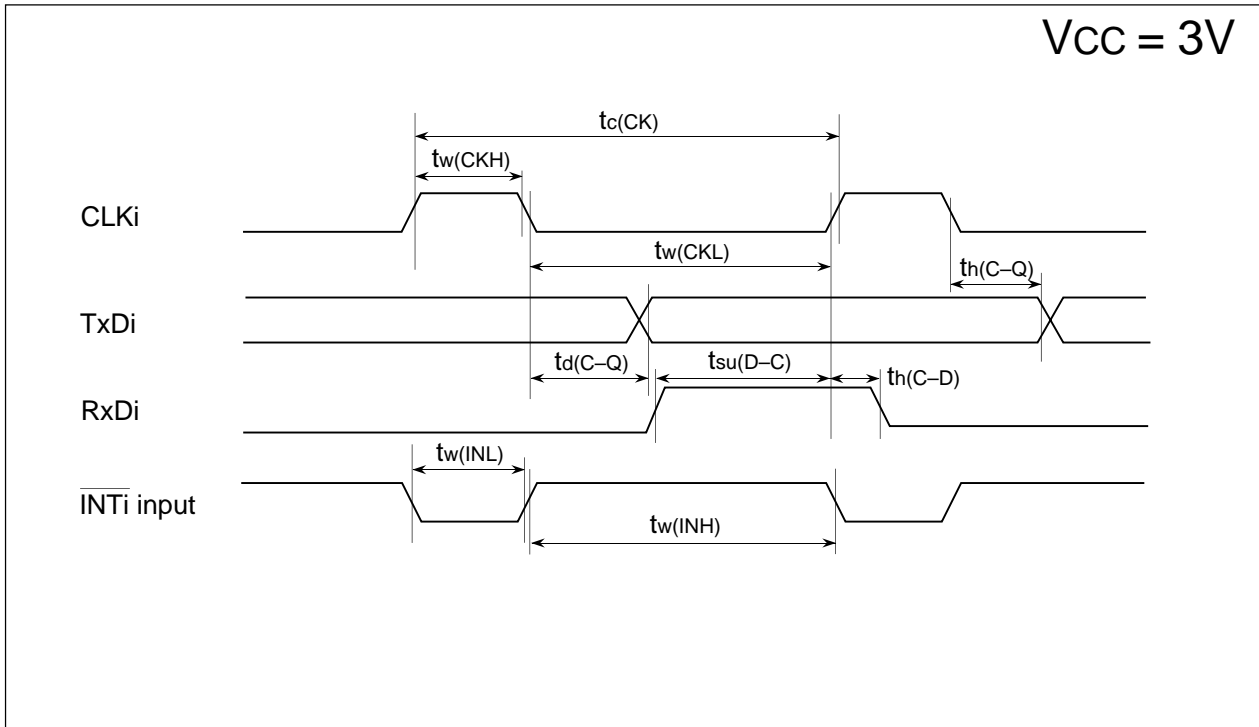 VCC = 3V
tc(CK)
tw(CKH)
CLKi
tw(CKL)
th(C–Q)
TxDi
td(C–Q)
tsu(D–C)
th(C–D)
RxDi
tw(INL)
INTi input
tw(INH)